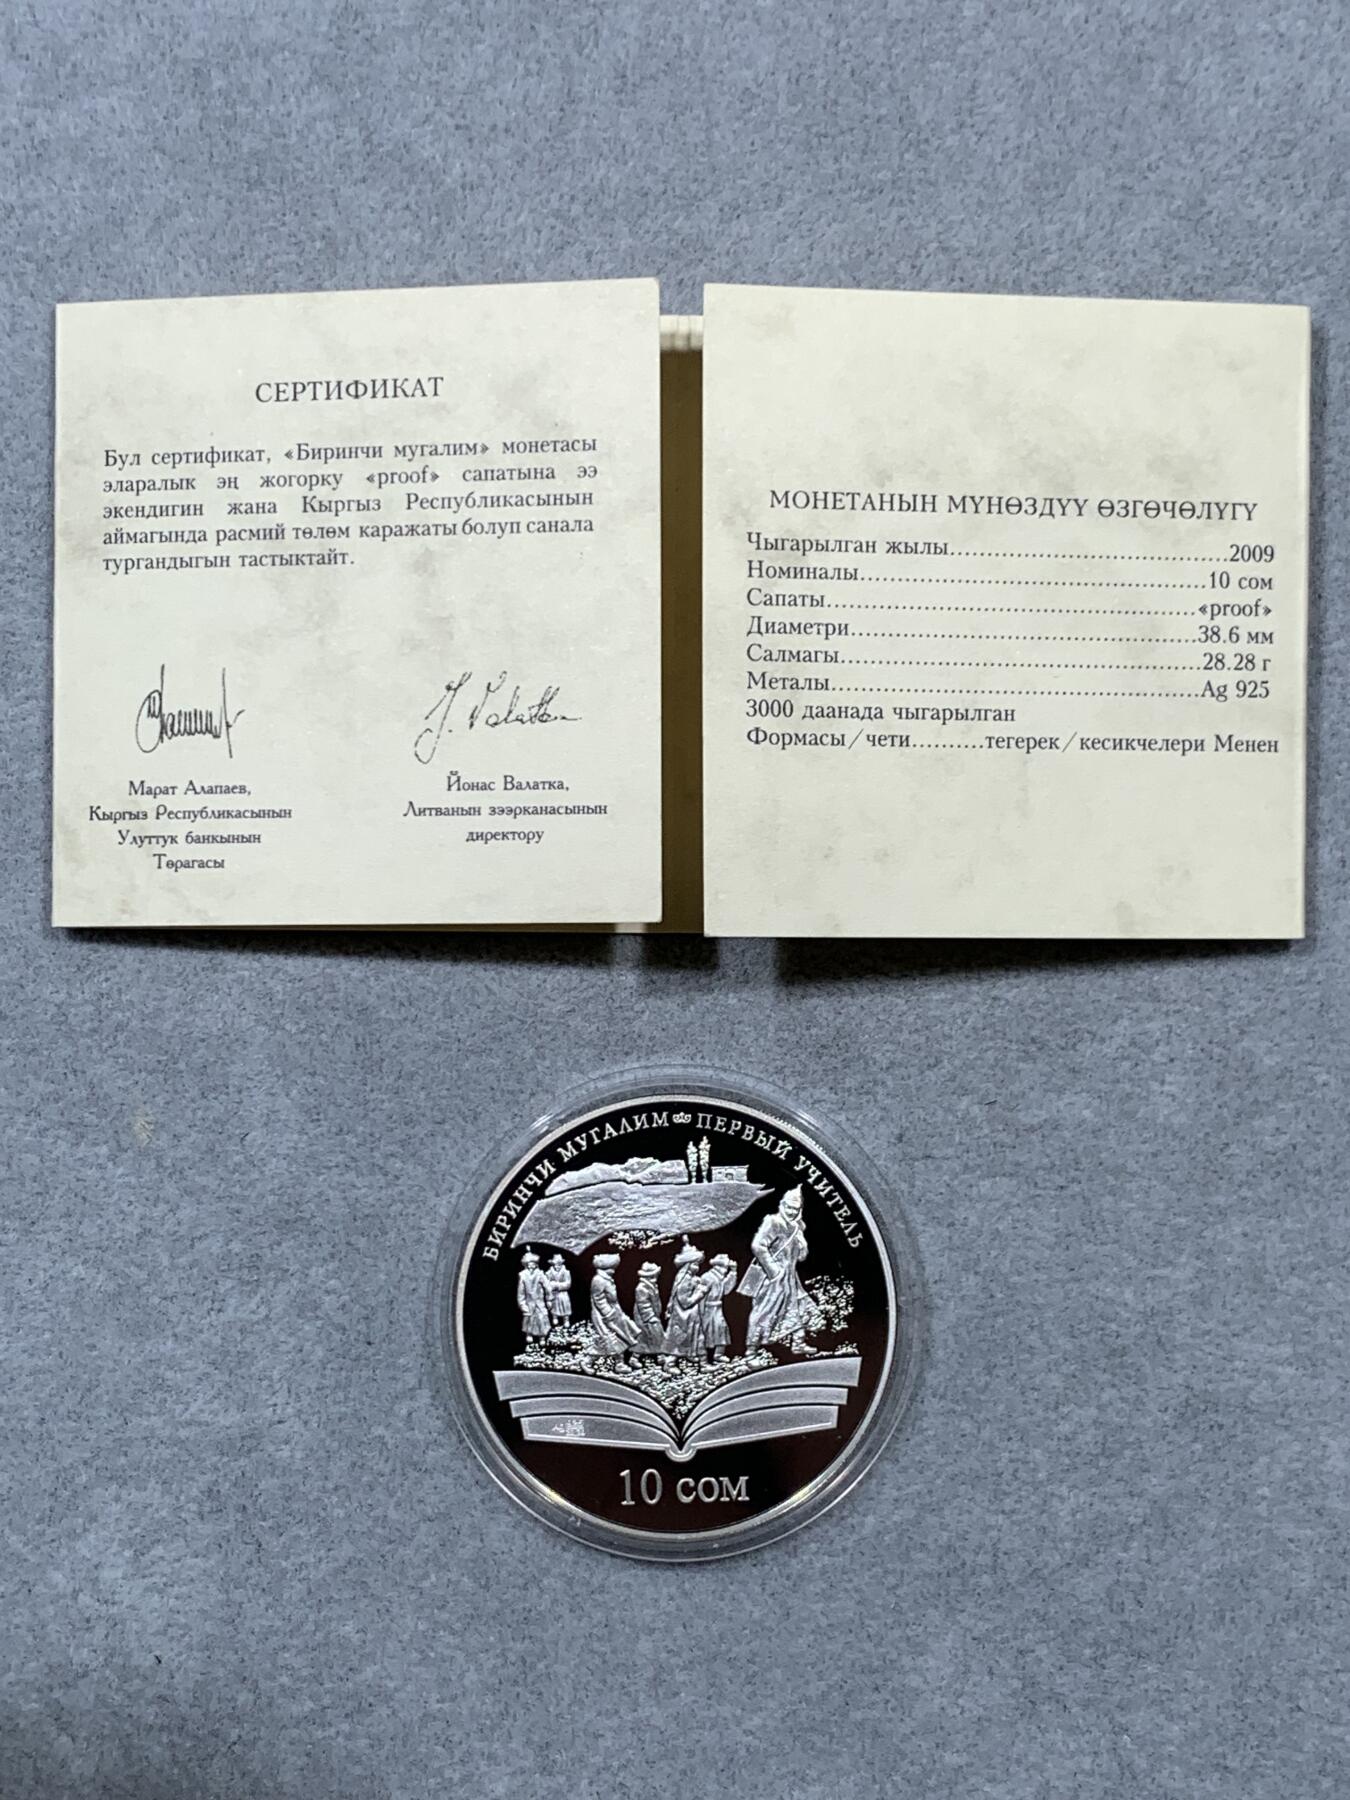 СЕРТИФИКАТ
Бул сертификат, «Биринчи мугалим» монетасы
эларалык эң жогорку «proof» сапатына ээ
экендигин жана Кыргыз Республикасынын
аймагында расмий төлөм каражаты болуп санала
тургандыгын тастыктайт.
Марат Алапаев,
Кыргыз Республикасынын
Улуттук банкынын
Төрагасы
J. Valatka
Йонас Валатка,
Литванын зээрканасынын
директору
МОНЕТАНЫН МҮНӨЗДҮҮ ӨЗГӨЧӨЛҮГҮ
Чыгарылган жылы...............................................2009
Номиналы..........................................................10 сом
Сапаты..............................................................«proof»
Диаметри..........................................................38.6 мм
Салмагы............................................................28.28 г
Металы.............................................................Ag 925
3000 даанада чыгарылган
Формасы/чети..........тегерек/кесикчелери Менен
БИРИНЧИ МУГАЛИМ ПЕРВЫЙ УЧИТЕЛЬ
10 сом